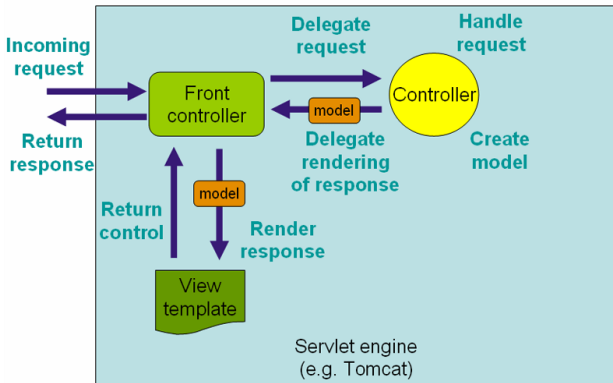 Incoming
request
Return
response
Front
controller
Delegate
request
Handle
request
Controller
model
Delegate
rendering
of response
Create
model
Return
control
model
Render
response
View
template
Servlet engine
(e.g. Tomcat)